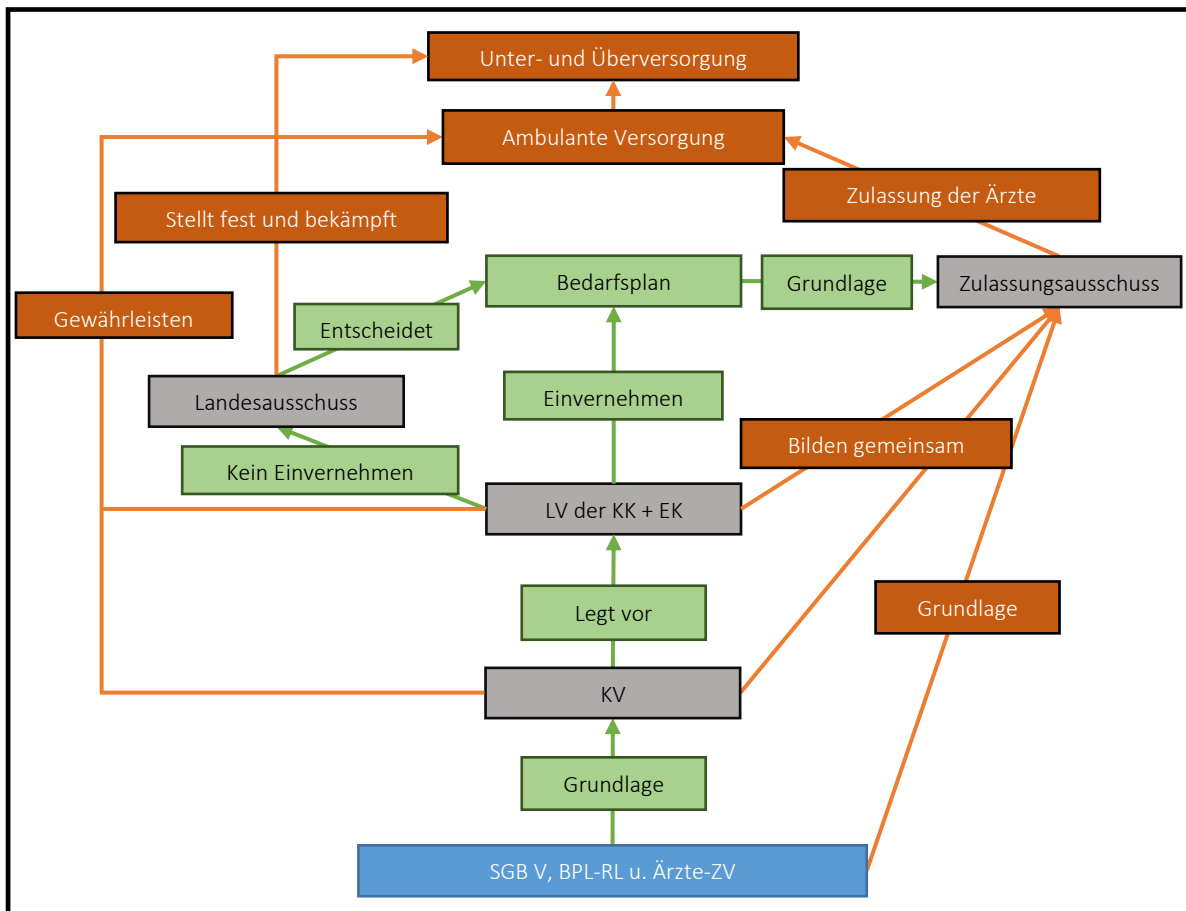 Unter- und Überversorgung
Ambulante Versorgung
Zulassung der Ärzte
Stellt fest und bekämpft
Bedarfsplan
Grundlage
Zulassungsausschuss
Gewährleisten
Entscheidet
Landesausschuss
Einvernehmen
Bilden gemeinsam
Kein Einvernehmen
LV der KK + EK
Legt vor
Grundlage
KV
Grundlage
SGB V, BPL-RL u. Ärzte-ZV